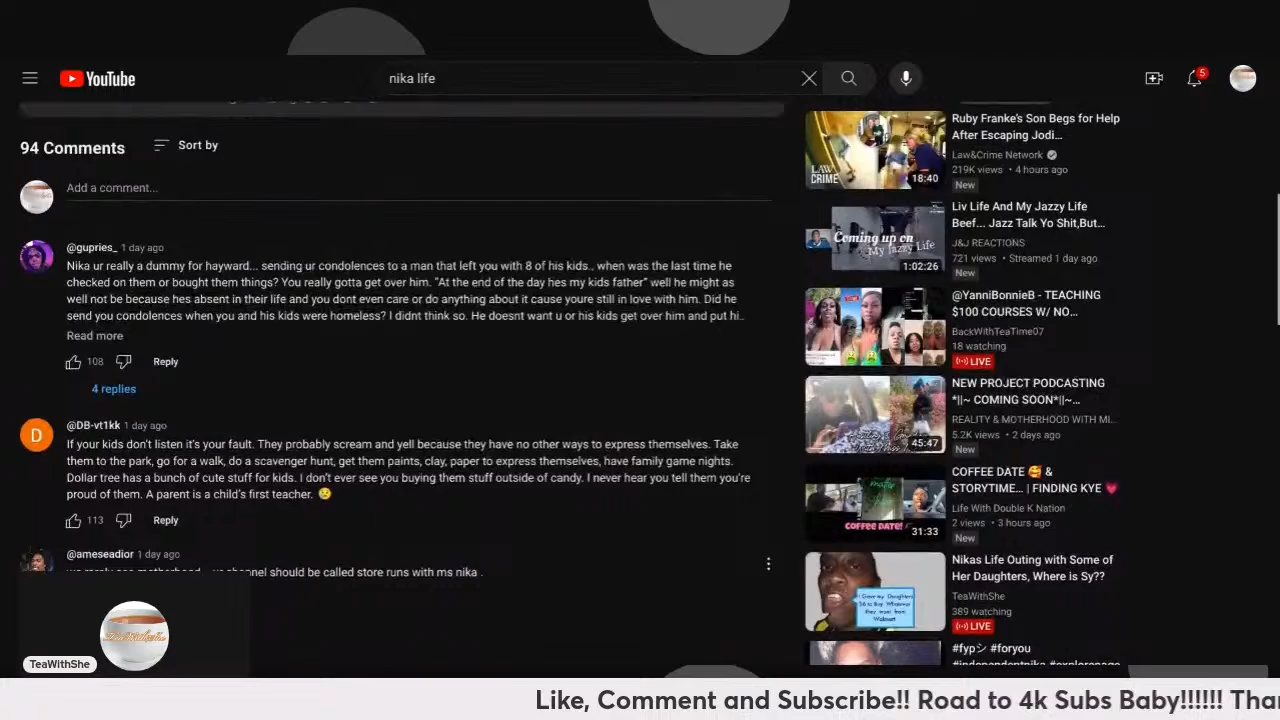 YouTube
nika life
5
94 Comments
Sort by
Add a comment...
@gupries_ 1 day ago
Nika ur really a dummy for hayward... sending ur condolences to a man that left you with 8 of his kids.. when was the last time he
checked on them or bought them things? You really gotta get over him. "At the end of the day hes my kids father" well he might as
well not be because hes absent in their life and you dont even care or do anything about it cause youre still in love with him. Did he
send you condolences when you and his kids were homeless? I didnt think so. He doesnt want u or his kids get over him and put hi..
Read more
108
Reply
4 replies
D
@DB-vt1kk 1 day ago
If your kids don't listen it's your fault. They probably scream and yell because they have no other ways to express themselves. Take
them to the park, go for a walk, do a scavenger hunt, get them paints, clay, paper to express themselves, have family game nights.
Dollar tree has a bunch of cute stuff for kids. I don't ever see you buying them stuff outside of candy. I never hear you tell them you're
proud of them. A parent is a child's first teacher. 😢
113
Reply
@ameseadior 1 day ago
channel should be called store runs with ms nika .
TeaWithShe
LAW
CRIME
18:40
Ruby Franke's Son Begs for Help
After Escaping Jodi...
Law&Crime Network
219K views • 4 hours ago
New
Coming up on
My Jazzy Life
1:02:26
Liv Life And My Jazzy Life
Beef... Jazz Talk Yo Shit,But...
J&J REACTIONS
721 views • Streamed 1 day ago
New
@YanniBonnieB - TEACHING
$100 COURSES W/ NO...
BackWithTeaTime07
18 watching
LIVE
45:47
NEW PROJECT PODCASTING
*||~ COMING SOON*||~...
REALITY & MOTHERHOOD WITH MI...
5.2K views • 2 days ago
New
COFFEE DATE!
31:33
COFFEE DATE 🥰 &
STORYTIME... | FINDING KYE 💗
Life With Double K Nation
2 views • 3 hours ago
New
Nikas Life Outing with Some of
Her Daughters, Where is Sy??
TeaWithShe
389 watching
LIVE
#fypシ #foryou
#independentnika #explorepage
Like, Comment and Subscribe!! Road to 4k Subs Baby!!!!!! Tha